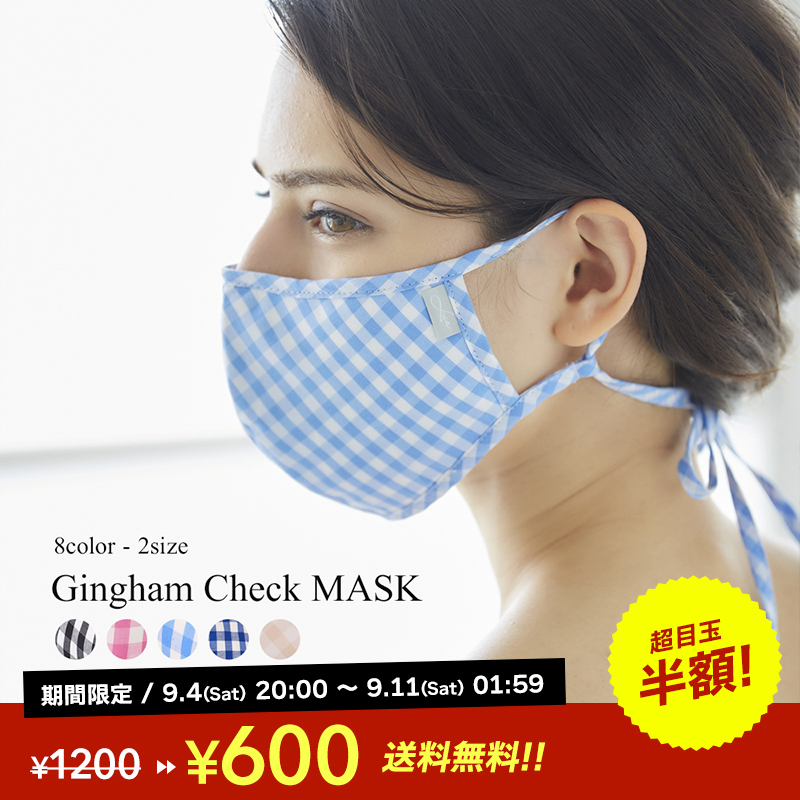 8color - 2size
Gingham Check MASK
超目玉
半額!
期間限定 / 9.4(Sat) 20:00 ～ 9.11(Sat) 01:59
¥1200 ¥600 送料無料!!